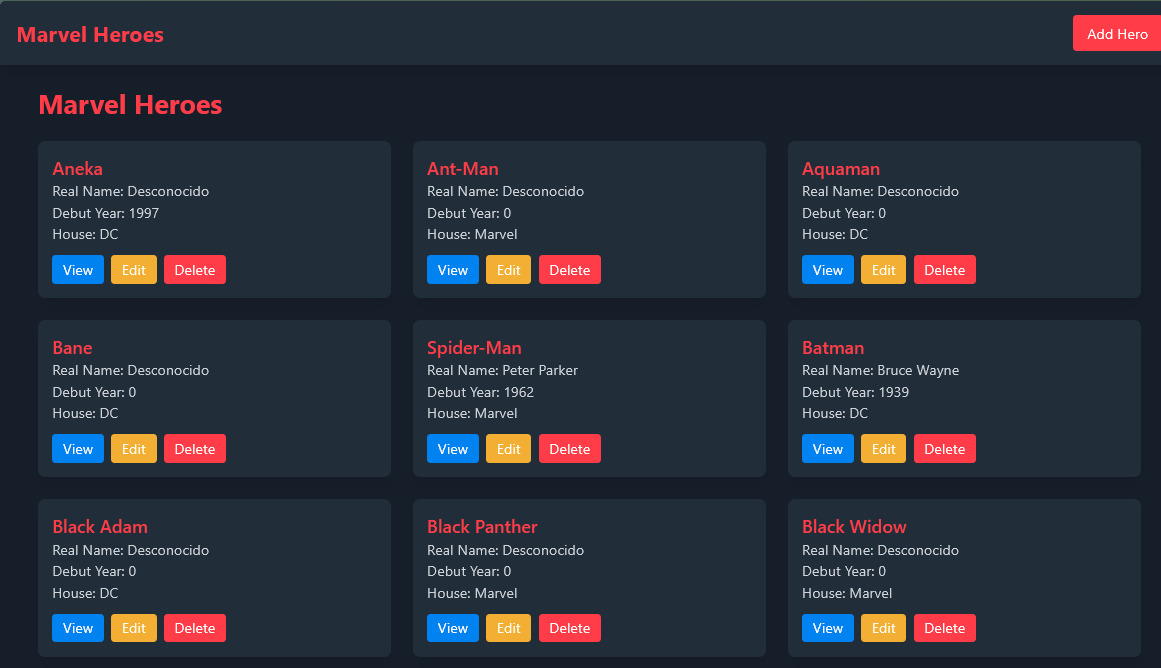 Marvel Heroes
Add Hero
Marvel Heroes
Aneka
Real Name: Desconocido
Debut Year: 1997
House: DC
View Edit Delete
Ant-Man
Real Name: Desconocido
Debut Year: 0
House: Marvel
View Edit Delete
Aquaman
Real Name: Desconocido
Debut Year: 0
House: DC
View Edit Delete
Bane
Real Name: Desconocido
Debut Year: 0
House: DC
View Edit Delete
Spider-Man
Real Name: Peter Parker
Debut Year: 1962
House: Marvel
View Edit Delete
Batman
Real Name: Bruce Wayne
Debut Year: 1939
House: DC
View Edit Delete
Black Adam
Real Name: Desconocido
Debut Year: 0
House: DC
View Edit Delete
Black Panther
Real Name: Desconocido
Debut Year: 0
House: Marvel
View Edit Delete
Black Widow
Real Name: Desconocido
Debut Year: 0
House: Marvel
View Edit Delete